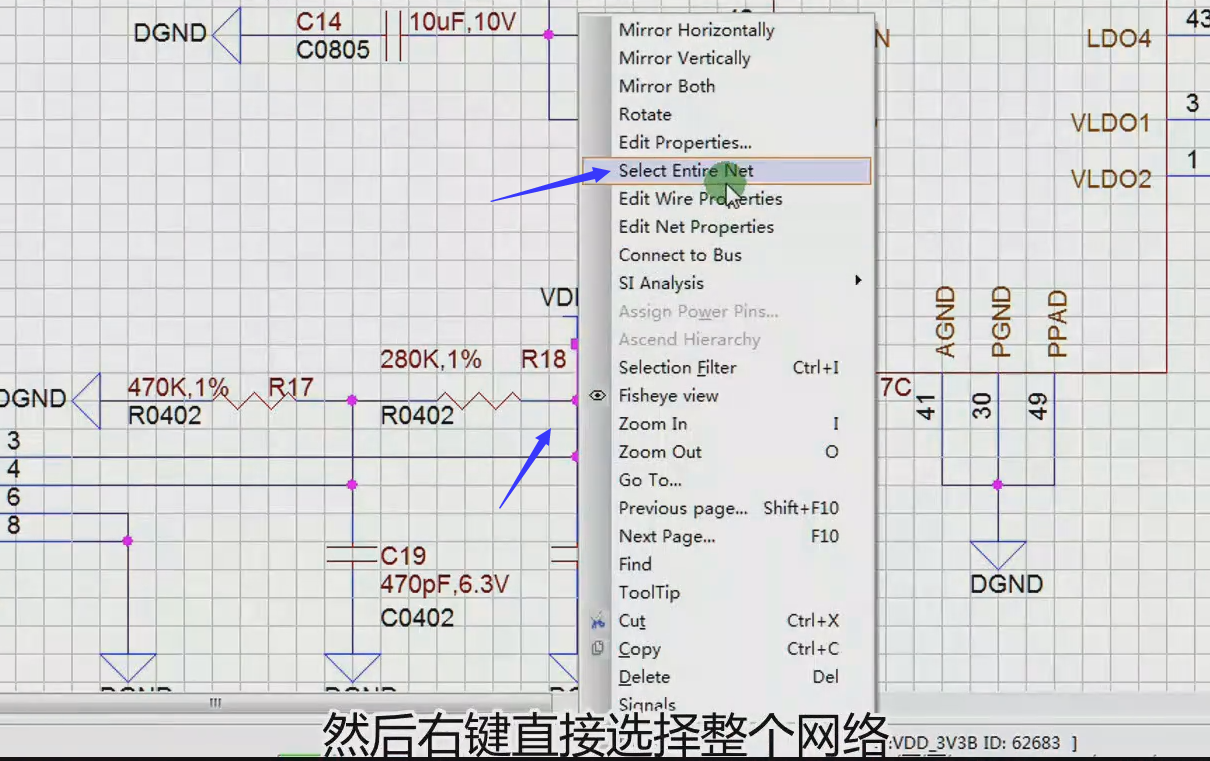 DGND
C14
10uF,10V
C0805
LDO4
43
VLDO1
3
VLDO2
1
AGND
PGND
PPAD
280K,1%
R18
470K,1%
R17
R0402
R0402
DGND
7C
41
30
49
3
4
6
8
C19
470pF,6.3V
C0402
DGND
Mirror Horizontally
Mirror Vertically
Mirror Both
Rotate
Edit Properties...
Select Entire Net
Edit Wire Properties
Edit Net Properties
Connect to Bus
SI Analysis
Assign Power Pins...
Ascend Hierarchy
Selection Filter Ctrl+I
Fisheye view
Zoom In I
Zoom Out O
Go To...
Previous page... Shift+F10
Next Page... F10
Find
ToolTip
Cut Ctrl+X
Copy Ctrl+C
Delete Del
Signals
然后右键直接选择整个网络
:VDD_3V3B ID: 62683 ]